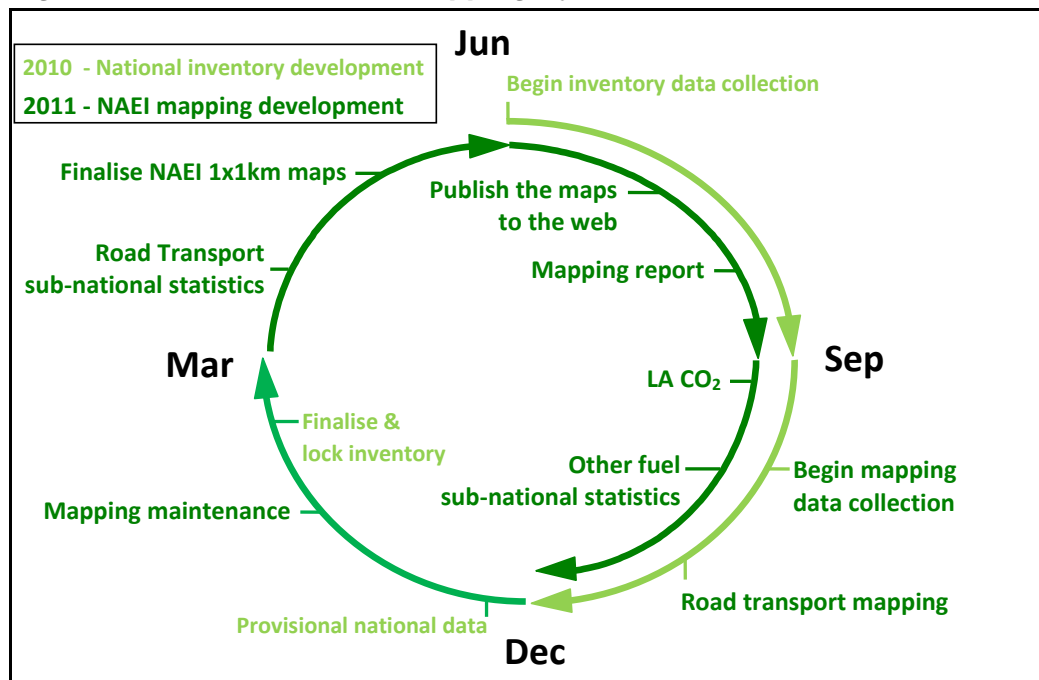 Jun
2010 - National inventory development
2011 - NAEI mapping development
Begin inventory data collection
Finalise NAEI 1x1km maps
Publish the maps
to the web
Road Transport
sub-national statistics
Mapping report
Mar
Sep
LA CO₂
Finalise &
lock inventory
Other fuel
sub-national statistics
Begin mapping
data collection
Mapping maintenance
Road transport mapping
Provisional national data
Dec